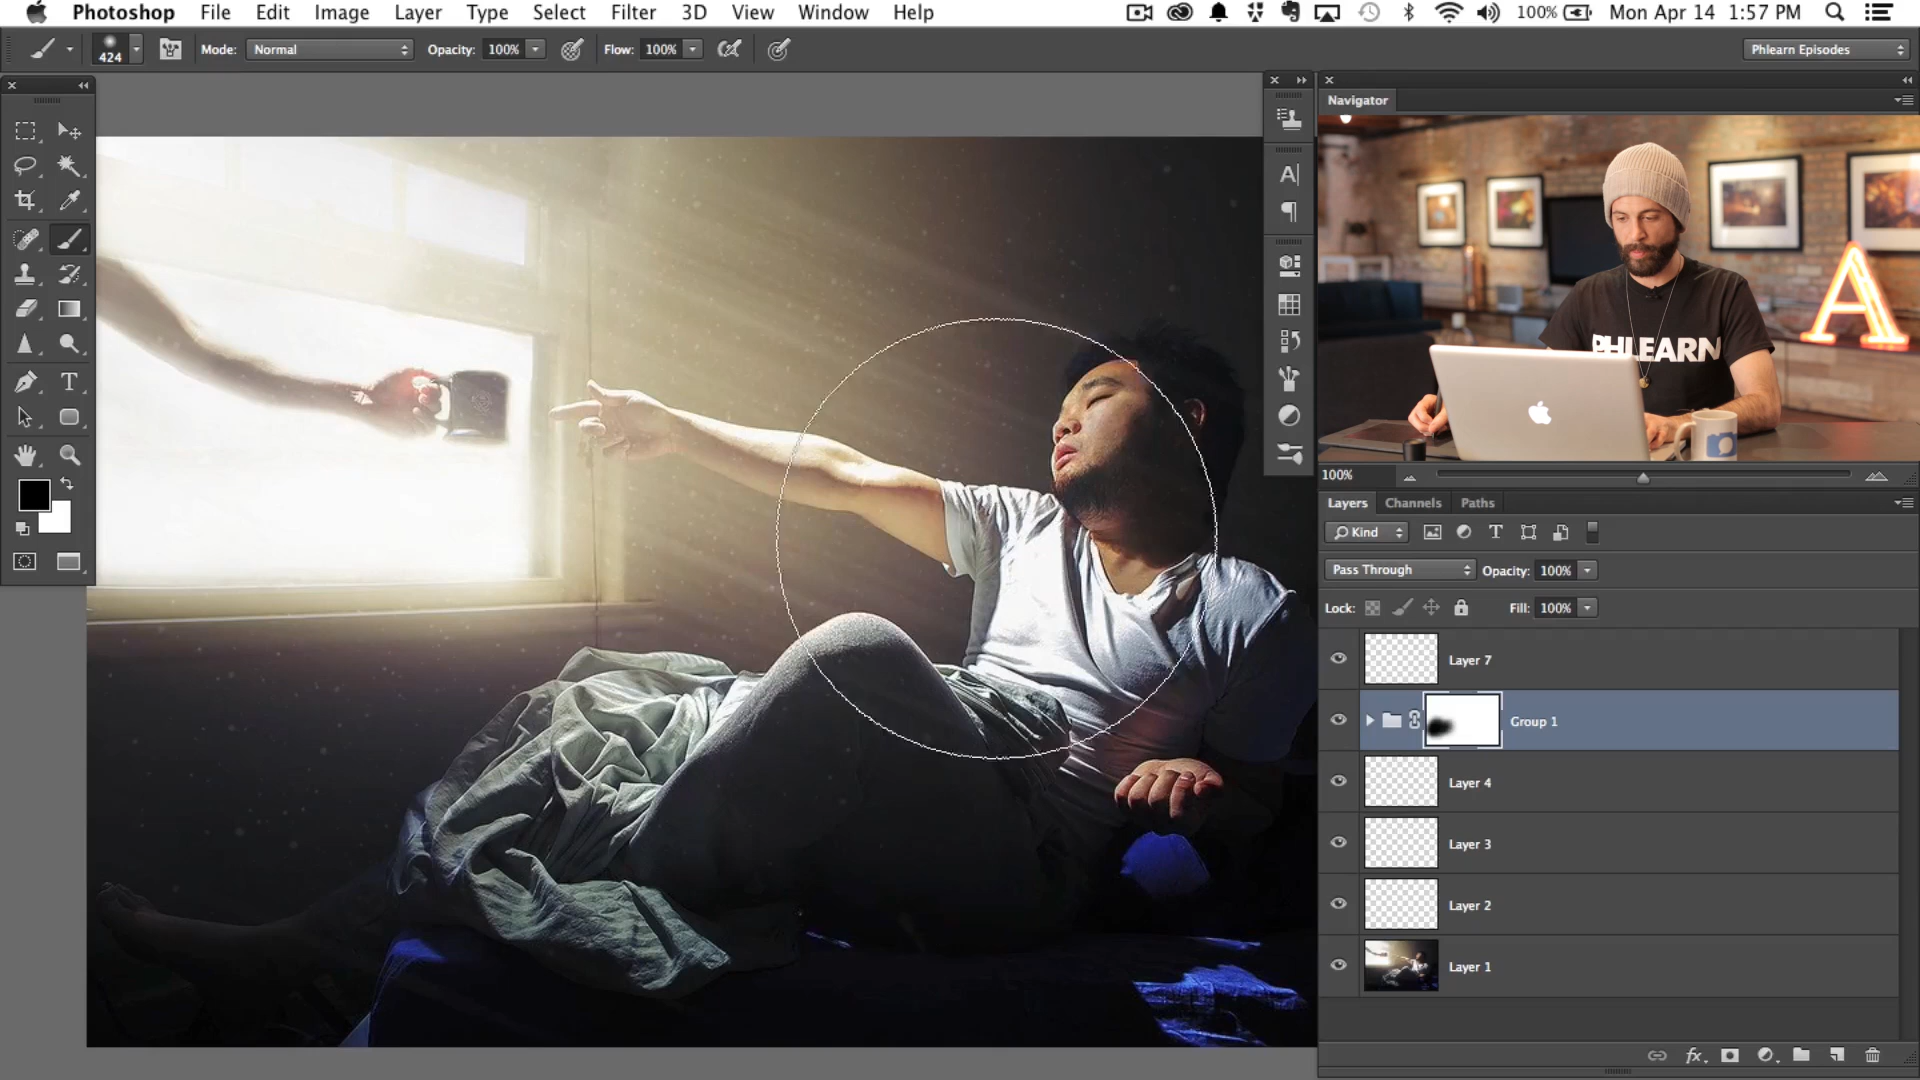 Photoshop File Edit Image Layer Type Select Filter 3D View Window Help 100% Mon Apr 14 1:57 PM
424 Mode: Normal Opacity: 100% Flow: 100% Phlearn Episodes
Navigator
A
PHLEARN
100%
Layers Channels Paths
Kind
Pass Through Opacity: 100%
Lock: Fill: 100%
Layer 7
Group 1
Layer 4
Layer 3
Layer 2
Layer 1
fx